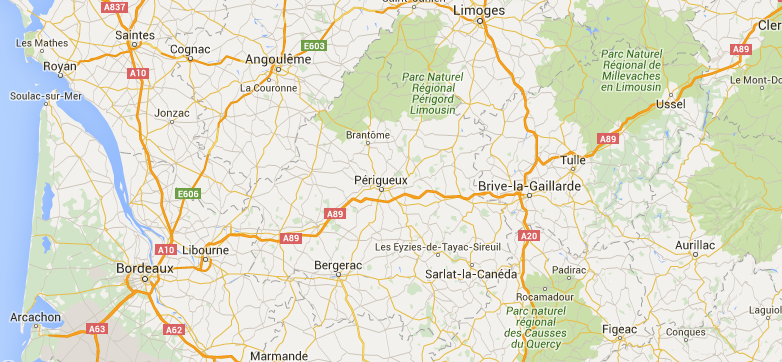 A837
Saint-Junien
Limoges
Les Mathes
Saintes
Cognac
E603
A89
Cler
Royan
A10
Angoulême
Parc Naturel
Régional de
Millevaches
en Limousin
Le Mont-D
Soulac-sur-Mer
La Couronne
Parc Naturel
Régional
Périgord
Limousin
Ussel
Jonzac
Brantôme
A89
Tulle
E606
Périgueux
Brive-la-Gaillarde
A89
A10
Libourne
A89
A20
Les Eyzies-de-Tayac-Sireuil
Aurillac
Bordeaux
Bergerac
Sarlat-la-Canéda
Padirac
Rocamadour
Arcachon
A63
A62
Parc naturel
régional
des Causses
du Quercy
Figeac
Conques
Laguiol
Marmande